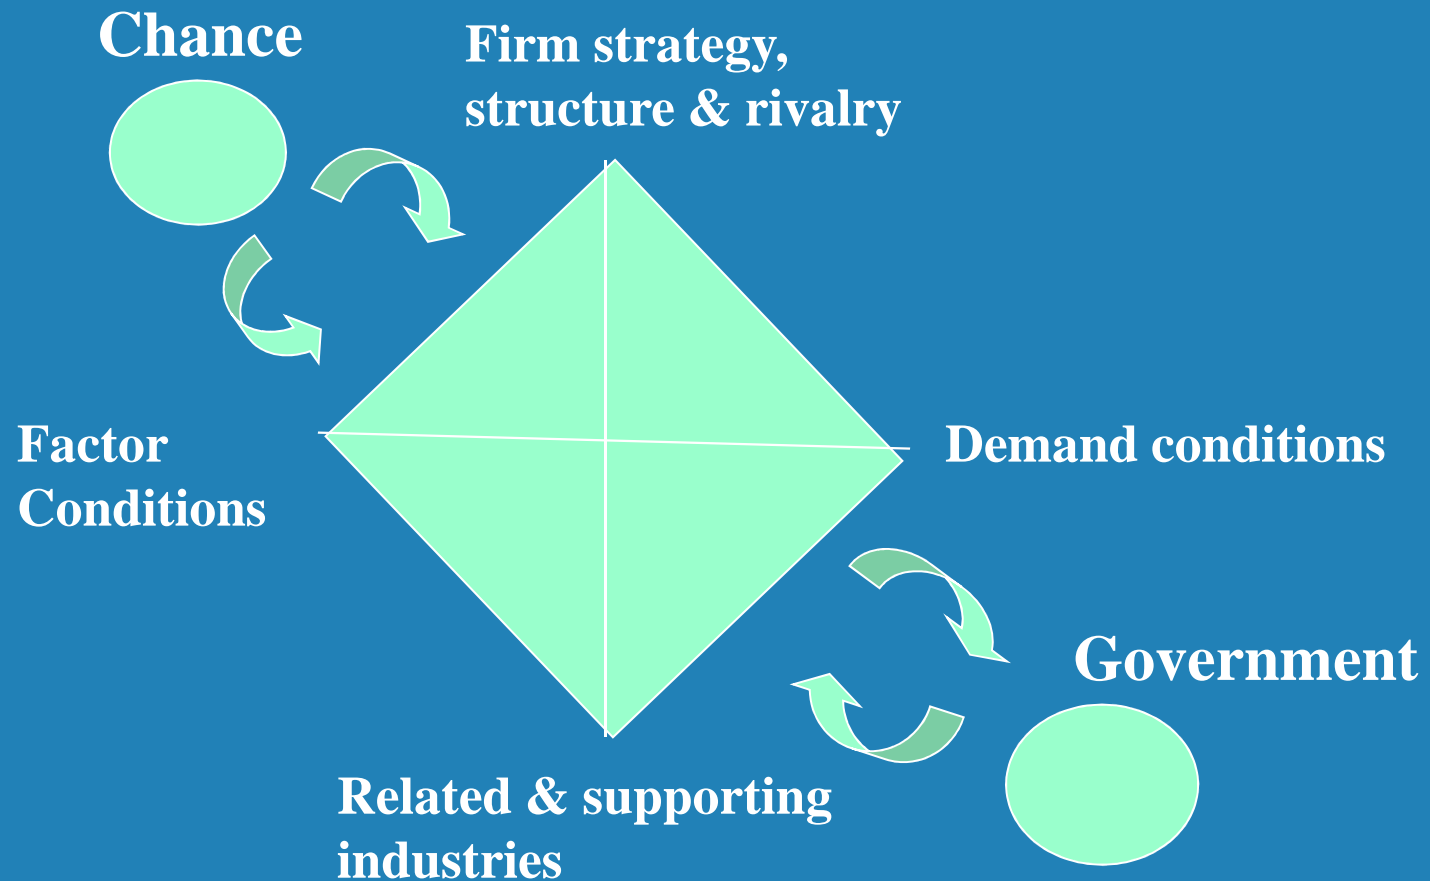 Chance
Firm strategy,
structure & rivalry
Factor
Conditions
Demand conditions
Government
Related & supporting
industries